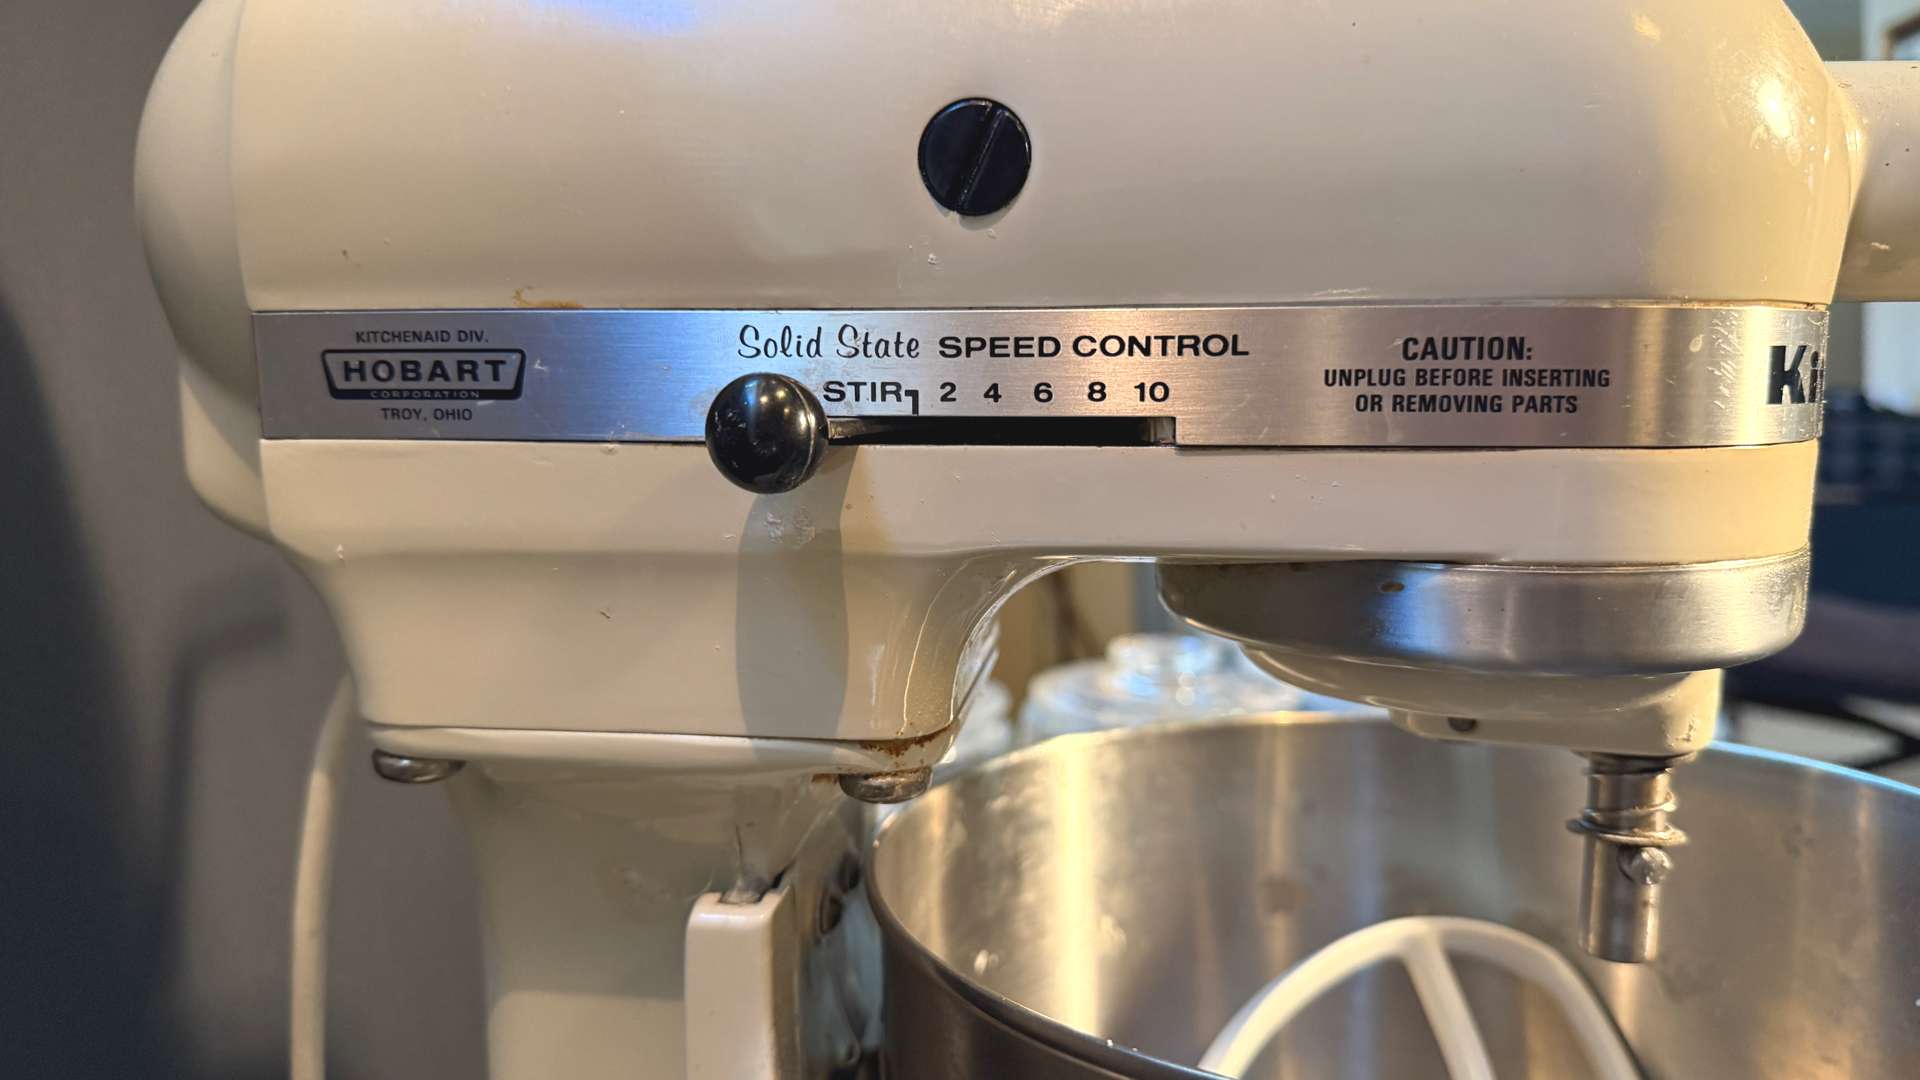 KITCHENAID DIV.
HOBART
CORPORATION
TROY, OHIO
Solid State SPEED CONTROL
STIR 2 4 6 8 10
CAUTION:
UNPLUG BEFORE INSERTING
OR REMOVING PARTS
Ki